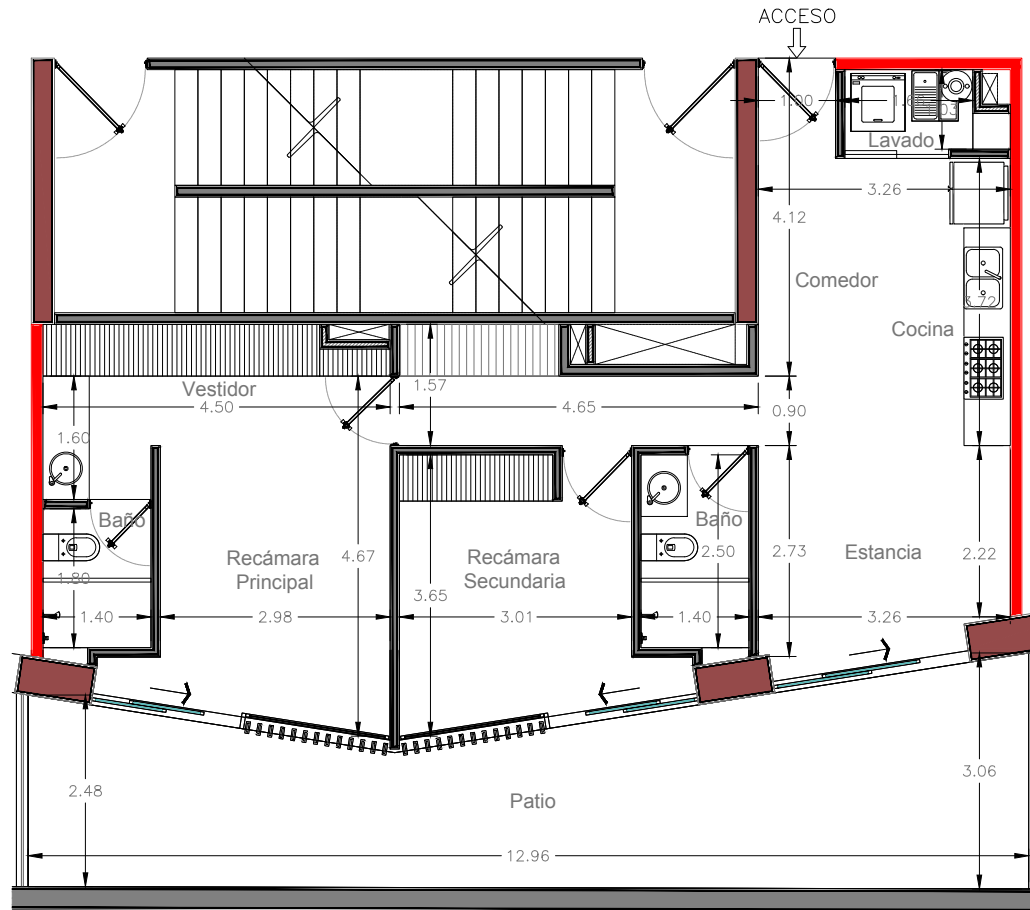 ACCESO
1.00
Lavado
3.26
4.12
Comedor
3.72
Cocina
Vestidor
4.50
1.57
4.65
0.90
1.60
Baño
Recámara
Principal
4.67
Recámara
Secundaria
Baño
2.50
2.73
Estancia
2.22
1.80
3.65
1.40
2.98
3.01
1.40
3.26
2.48
3.06
Patio
12.96